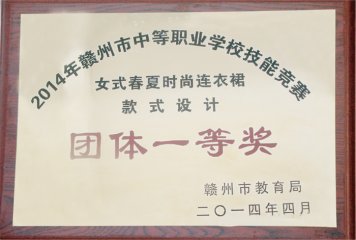 2014年赣州市中等职业学校技能竞赛
女式春夏时尚连衣裙
款式设计
团体一等奖
赣州市教育局
二〇一四年四月